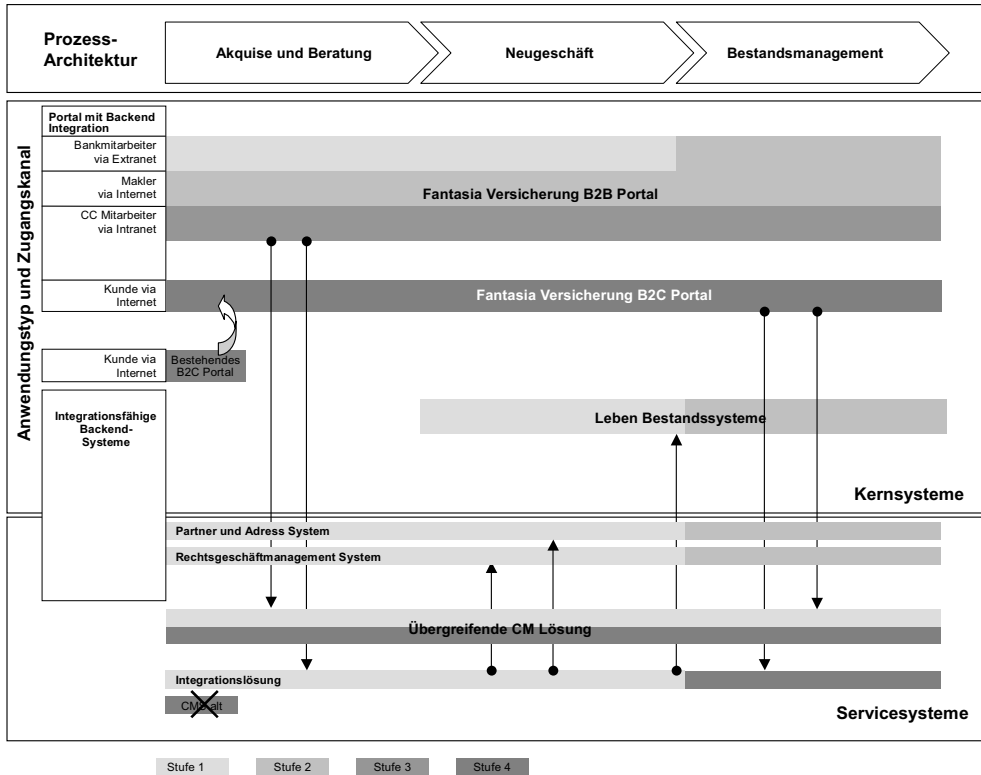 Prozess-
Architektur
Akquise und Beratung
Neugeschäft
Bestandsmanagement
Anwendungstyp und Zugangskanal
Portal mit Backend
Integration
Bankmitarbeiter
via Extranet
Makler
via Internet
Fantasia Versicherung B2B Portal
CC Mitarbeiter
via Intranet
Kunde via
Internet
Fantasia Versicherung B2C Portal
Kunde via
Internet
Bestehendes
B2C Portal
Integrationsfähige
Backend-
Systeme
Leben Bestandssysteme
Kernsysteme
Partner und Adress System
Rechtsgeschäftmanagement System
Übergreifende CM Lösung
Integrationslösung
CMS alt
Servicesysteme
Stufe 1
Stufe 2
Stufe 3
Stufe 4